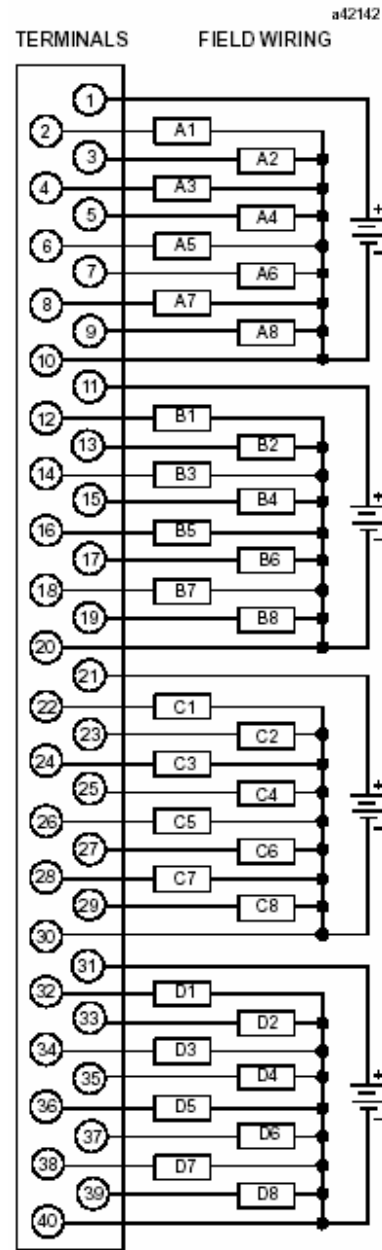 a42142
TERMINALS FIELD WIRING
1
2 A1
3 A2
4 A3
5 A4
6 A5
7 A6
8 A7
9 A8
10
+
-
11
12 B1
13 B2
14 B3
15 B4
16 B5
17 B6
18 B7
19 B8
20
+
-
21
22 C1
23 C2
24 C3
25 C4
26 C5
27 C6
28 C7
29 C8
30
+
-
31
32 D1
33 D2
34 D3
35 D4
36 D5
37 D6
38 D7
39 D8
40
+
-